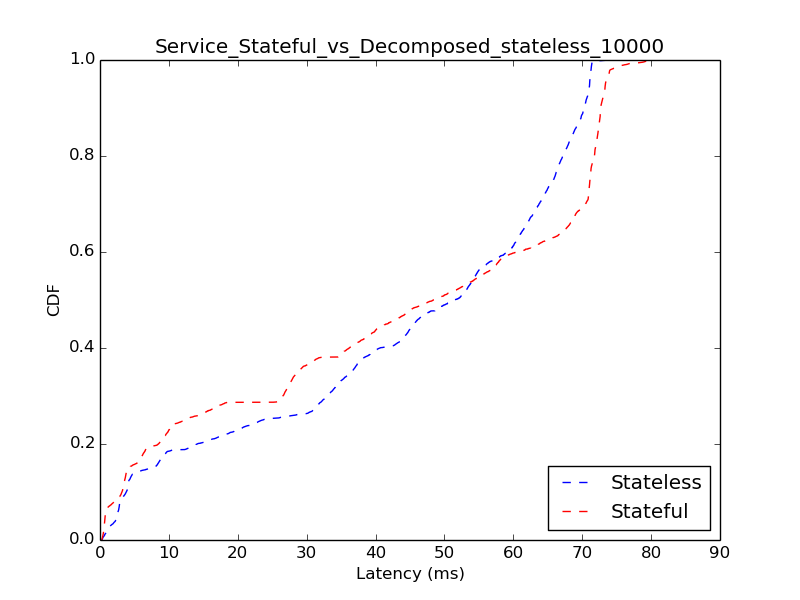 Service_Stateful_vs_Decomposed_stateless_10000
1.0
0.8
0.6
0.4
0.2
0.0
CDF
0 10 20 30 40 50 60 70 80 90
Latency (ms)
Stateless
Stateful